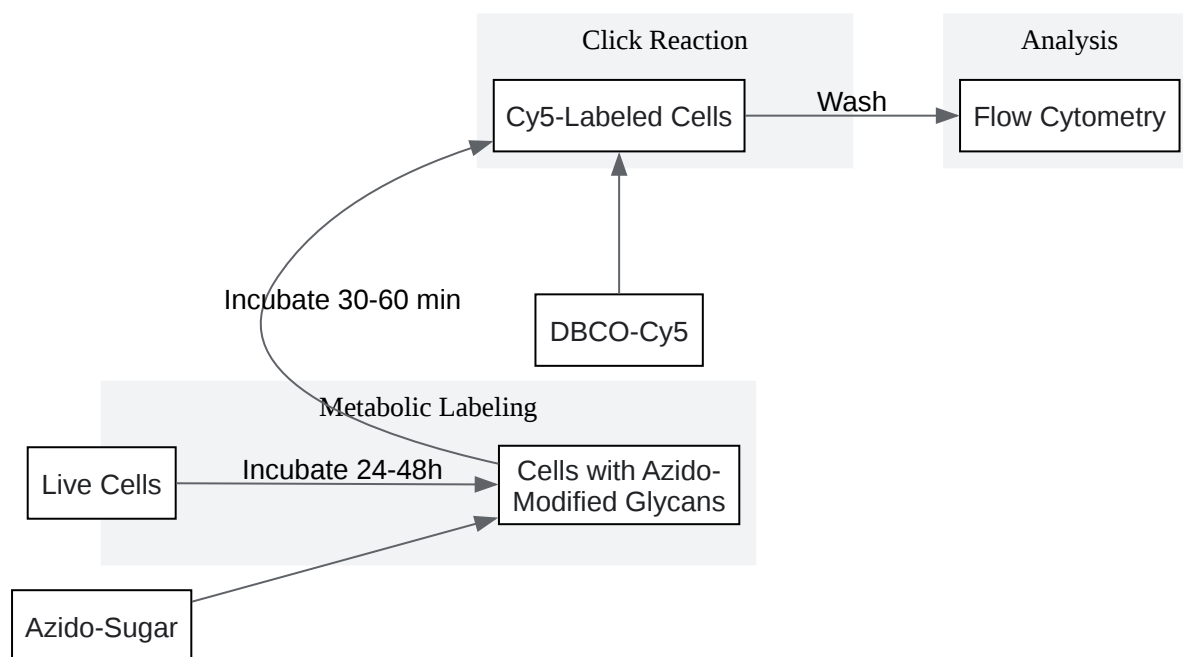 Click Reaction
Analysis
Cy5-Labeled Cells
Wash
Flow Cytometry
Incubate 30-60 min
DBCO-Cy5
Metabolic Labeling
Live Cells
Incubate 24-48h
Cells with Azido-
Modified Glycans
Azido-Sugar